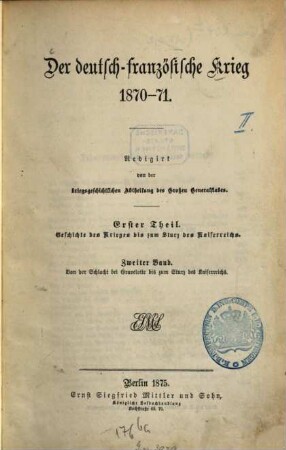 Der deutsch-französische Krieg
1870-71.
II
Redigirt
von der
kriegsgeschichtlichen Abtheilung des Großen Generalstabes.
Erster Theil.
Geschichte des Krieges bis zum Sturz des Kaiserreichs.
Zweiter Band.
Von der Schlacht bei Gravelotte bis zum Sturz des Kaiserreichs.
Berlin 1875.
Ernst Siegfried Mittler und Sohn,
Königliche Hofbuchhandlung
Kochstraße 69. 70.